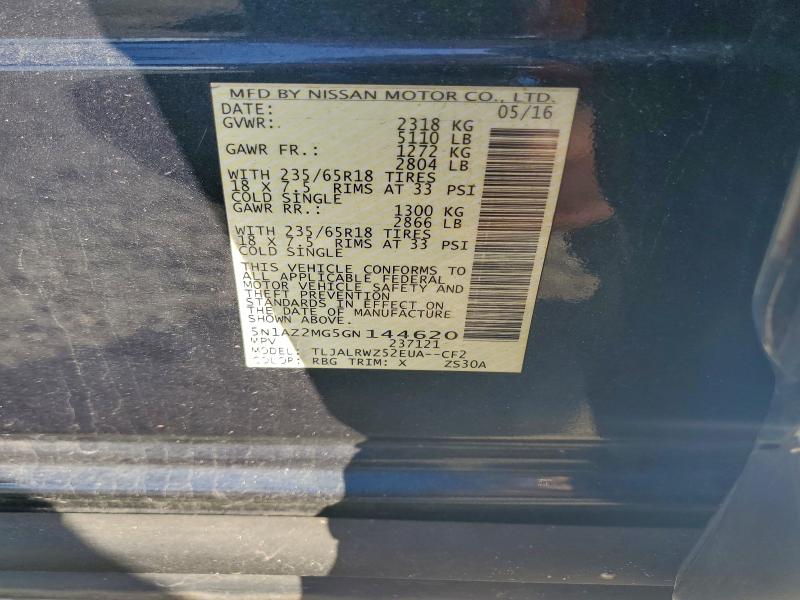 MFD BY NISSAN MOTOR CO., LTD.
DATE: 05/16
GVWR: 2318 KG
5110 LB
GAWR FR.: 1272 KG
2804 LB
WITH 235/65R18 TIRES
18 X 7.5 RIMS AT 33 PSI
COLD SINGLE
GAWR RR.: 1300 KG
2866 LB
WITH 235/65R18 TIRES
18 X 7.5 RIMS AT 33 PSI
COLD SINGLE
THIS VEHICLE CONFORMS TO
ALL APPLICABLE FEDERAL
MOTOR VEHICLE SAFETY AND
THEFT PREVENTION
STANDARDS IN EFFECT ON
THE DATE OF MANUFACTURE
SHOWN ABOVE.
5N1AZ2MG5GN144620
MPV 237121
MODEL: TLJALRWZ52EUA--CF2
COLOR: RBG TRIM: X ZS30A